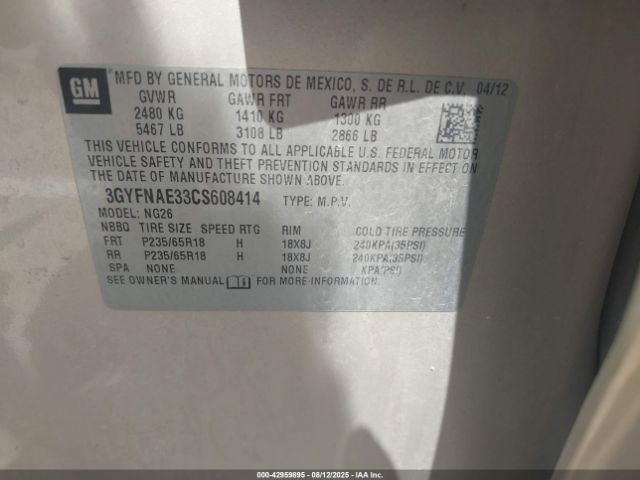 GM
MFD BY GENERAL MOTORS DE MEXICO, S. DE R.L. DE C.V. 04/12
GVWR GAWR FRT GAWR RR
2480 KG 1410 KG 1300 KG
5467 LB 3108 LB 2866 LB
THIS VEHICLE CONFORMS TO ALL APPLICABLE U.S. FEDERAL MOTOR
VEHICLE SAFETY AND THEFT PREVENTION STANDARDS IN EFFECT ON
THE DATE OF MANUFACTURE SHOWN ABOVE.
3GYFNAE33CS608414 TYPE: M.P.V.
MODEL: NG26
NBBQ TIRE SIZE SPEED RTG RIM COLD TIRE PRESSURE
FRT P235/65R18 H 18X8J 240KPA(35PSI)
RR P235/65R18 H 18X8J 240KPA(35PSI)
SPA NONE NONE KPA(PSI)
SEE OWNER'S MANUAL FOR MORE INFORMATION.
000-42959895 - 08/12/2025 - IAAI.COM